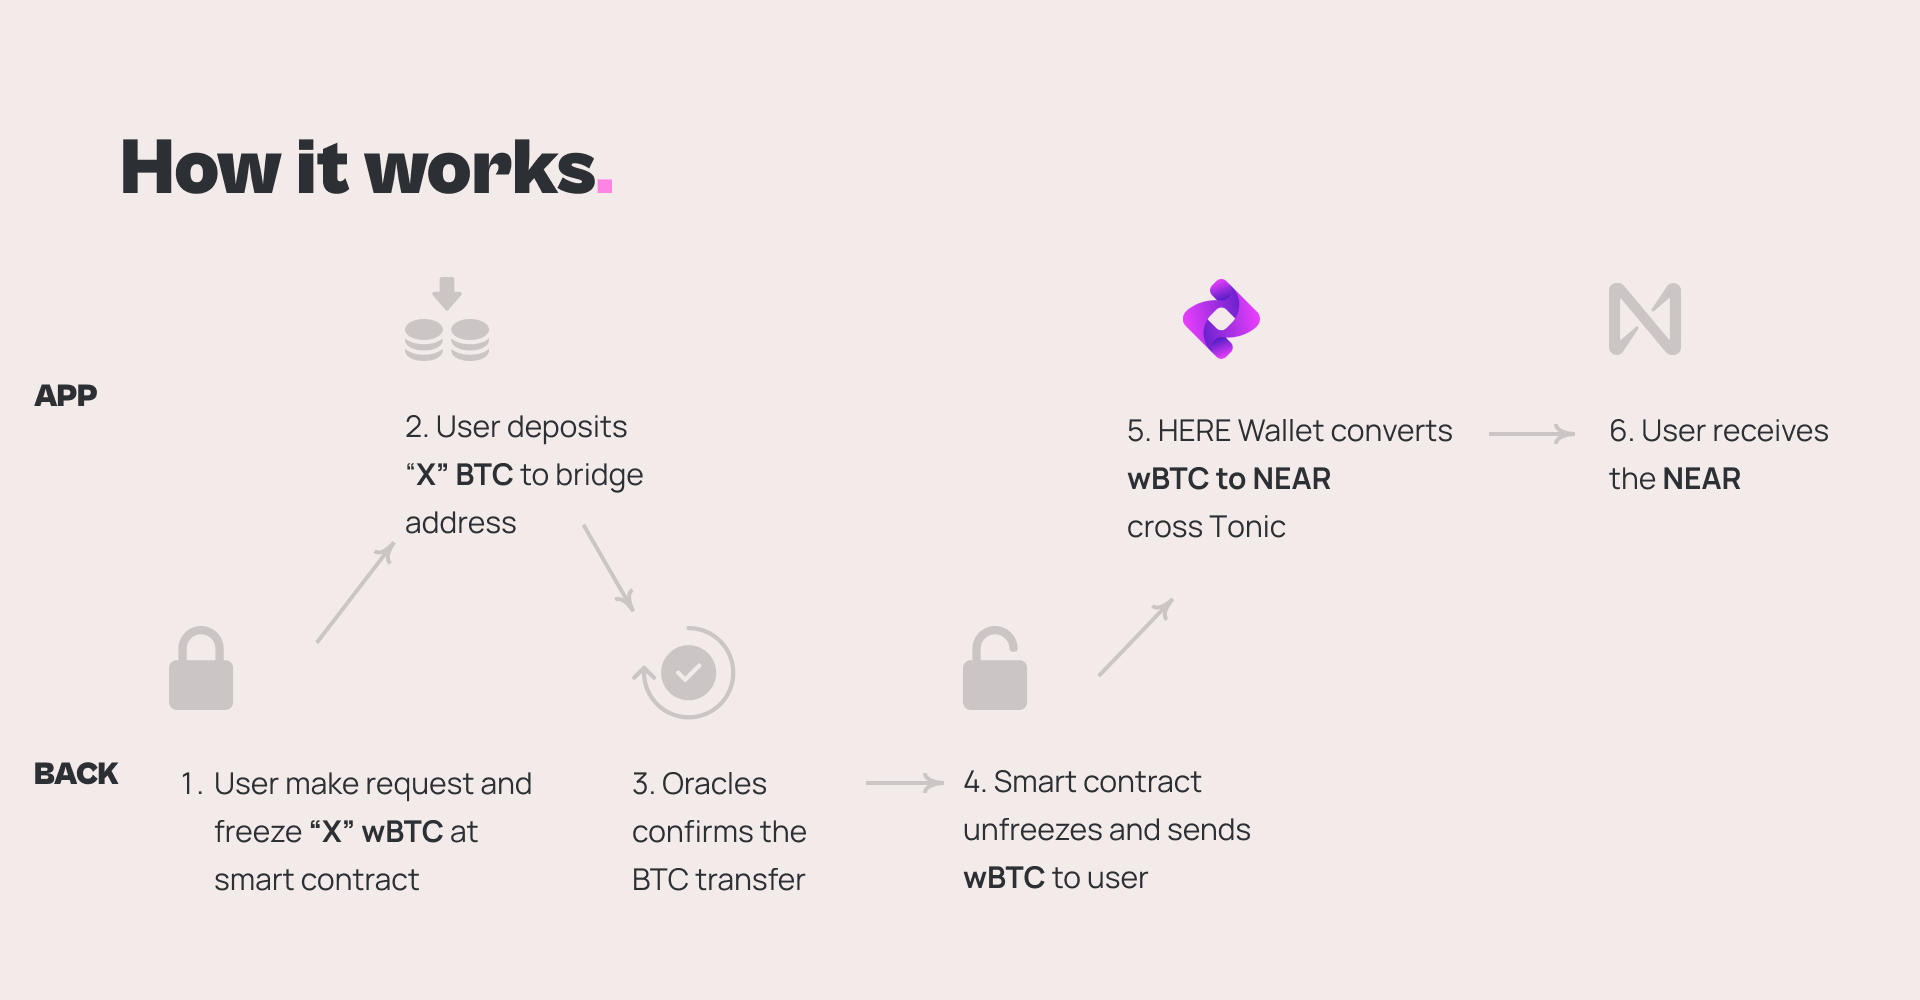 How it works.
APP
2. User deposits
“X” BTC to bridge
address
5. HERE Wallet converts
wBTC to NEAR
cross Tonic
6. User receives
the NEAR
BACK
1. User make request and
freeze “X” wBTC at
smart contract
3. Oracles
confirms the
BTC transfer
4. Smart contract
unfreezes and sends
wBTC to user